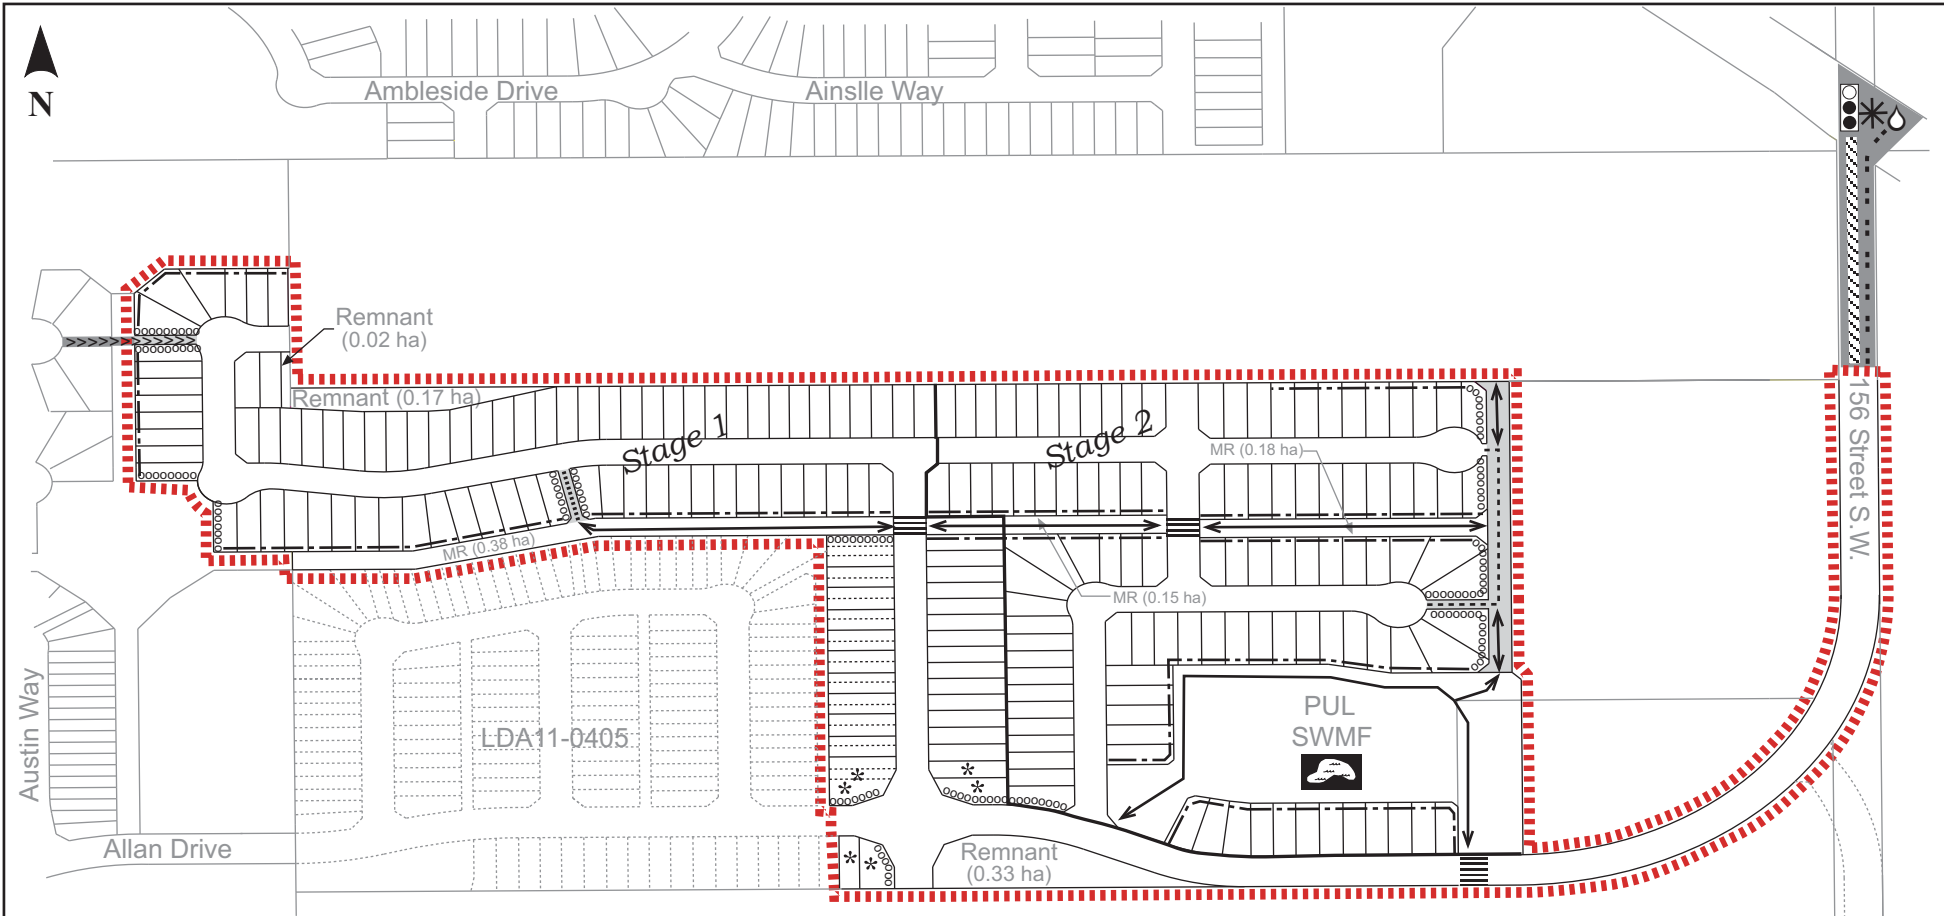 N
Ambleside Drive
Ainslle Way
Remnant
(0.02 ha)
Remnant (0.17 ha)
Stage 1
Stage 2
MR (0.18 ha)
156 Street S.W.
MR (0.38 ha)
MR (0.15 ha)
Austin Way
LDA11-0405
PUL
SWMF
Allan Drive
Remnant
(0.33 ha)